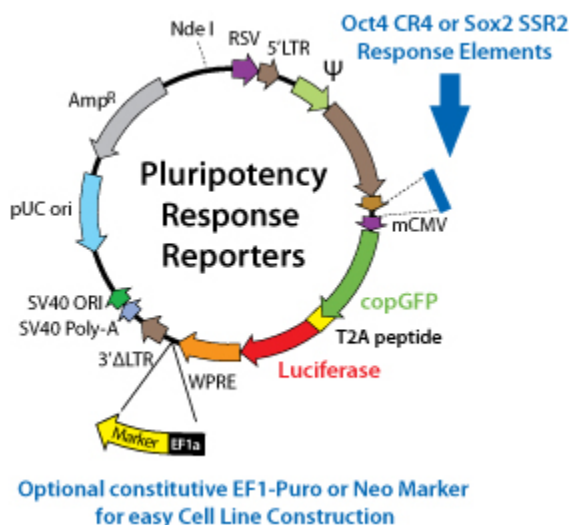 Oct4 CR4 or Sox2 SSR2
Response Elements
Nde I
RSV
5'LTR
Ψ
AmpR
Pluripotency
Response
Reporters
mCMV
pUC ori
copGFP
SV40 ORI
SV40 Poly-A
T2A peptide
3'ΔLTR
WPRE
Luciferase
Marker
EF1a
Optional constitutive EF1-Puro or Neo Marker
for easy Cell Line Construction